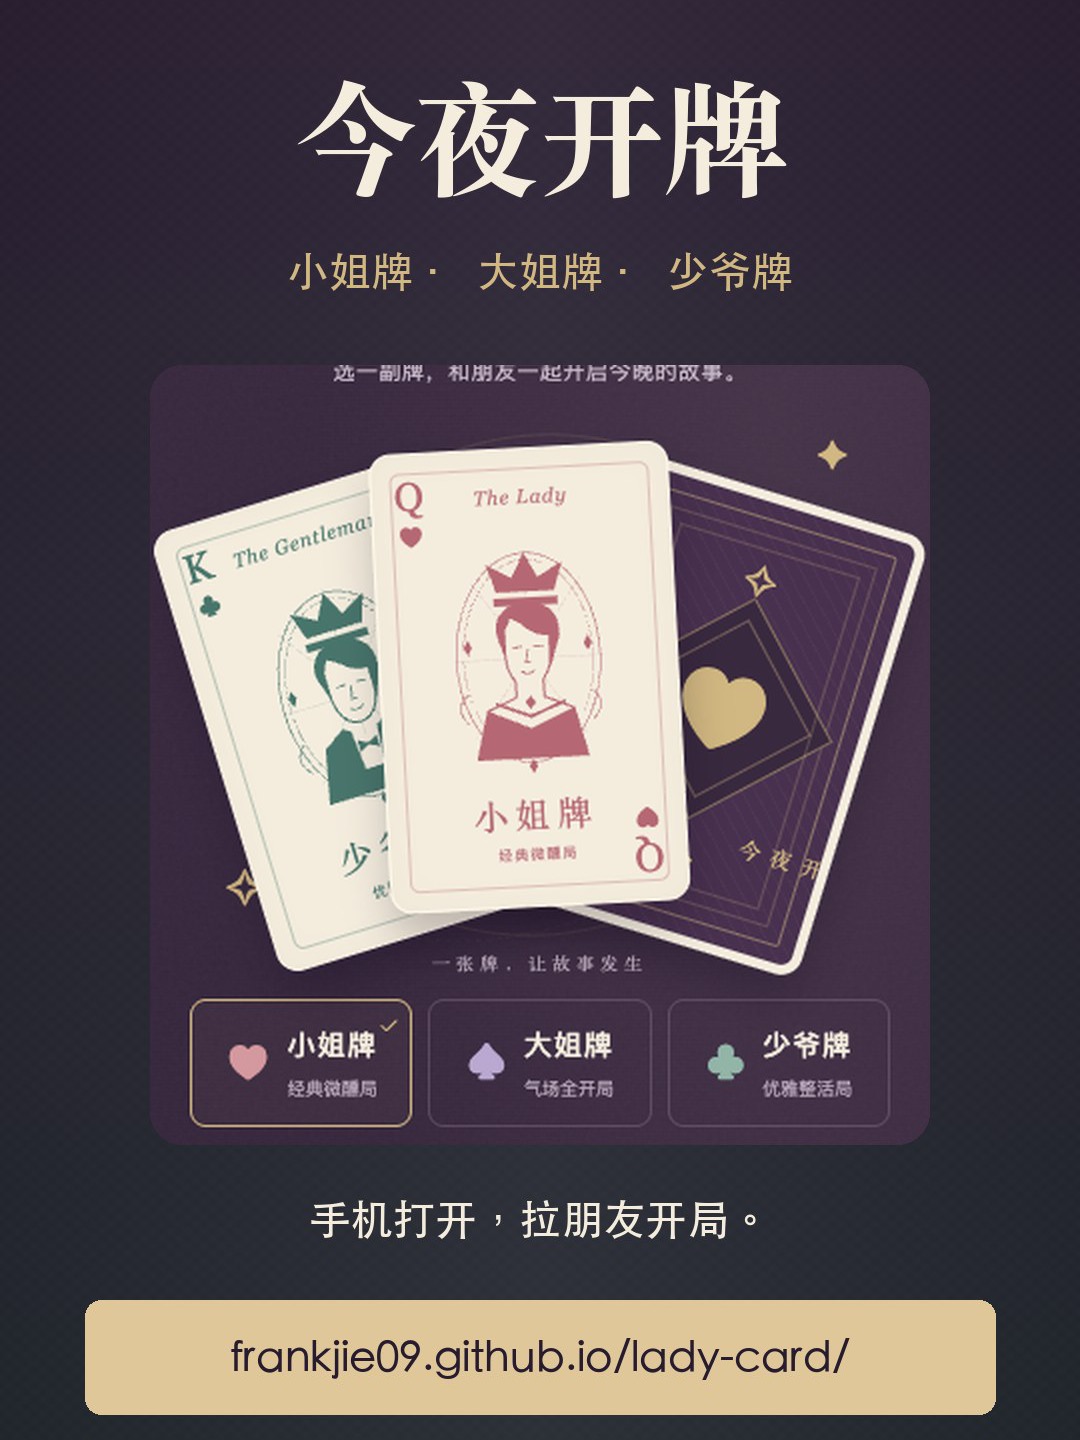 今夜开牌
小姐牌· 大姐牌· 少爷牌
选一副牌，和朋友一起开启今晚的故事。
K
The Gentleman
少
Q
The Lady
小姐牌
经典微醺局
Q
今夜开
一张牌，让故事发生
小姐牌
经典微醺局
大姐牌
气场全开局
少爷牌
优雅整活局
手机打开，拉朋友开局。
frankjie09.github.io/lady-card/